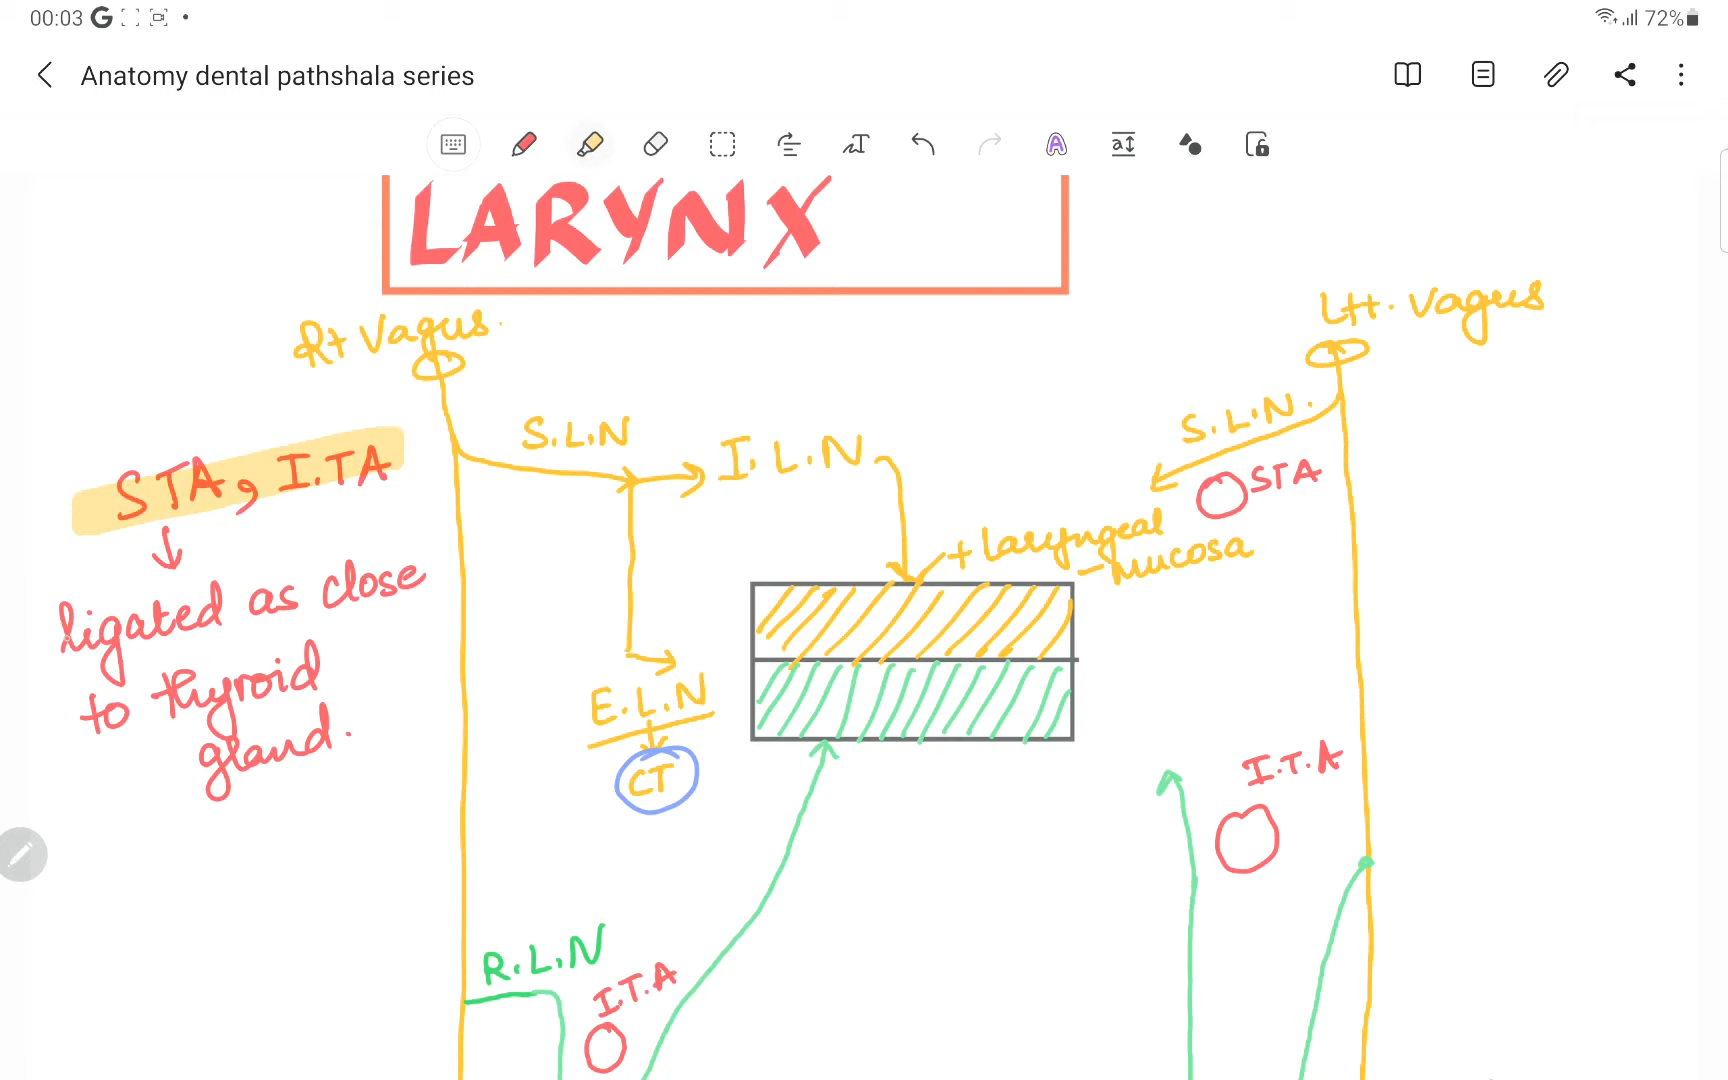 00:03 G 72%
Anatomy dental pathshala series
LARYNX
Rt Vagus.
Lt. Vagus
S.L.N
I.L.N
S.L.N.
STA
STA, I.TA
ligated as close
to thyroid
gland.
+ Laryngeal
mucosa
E.L.N
CT
I.T.A
R.L.N
I.T.A